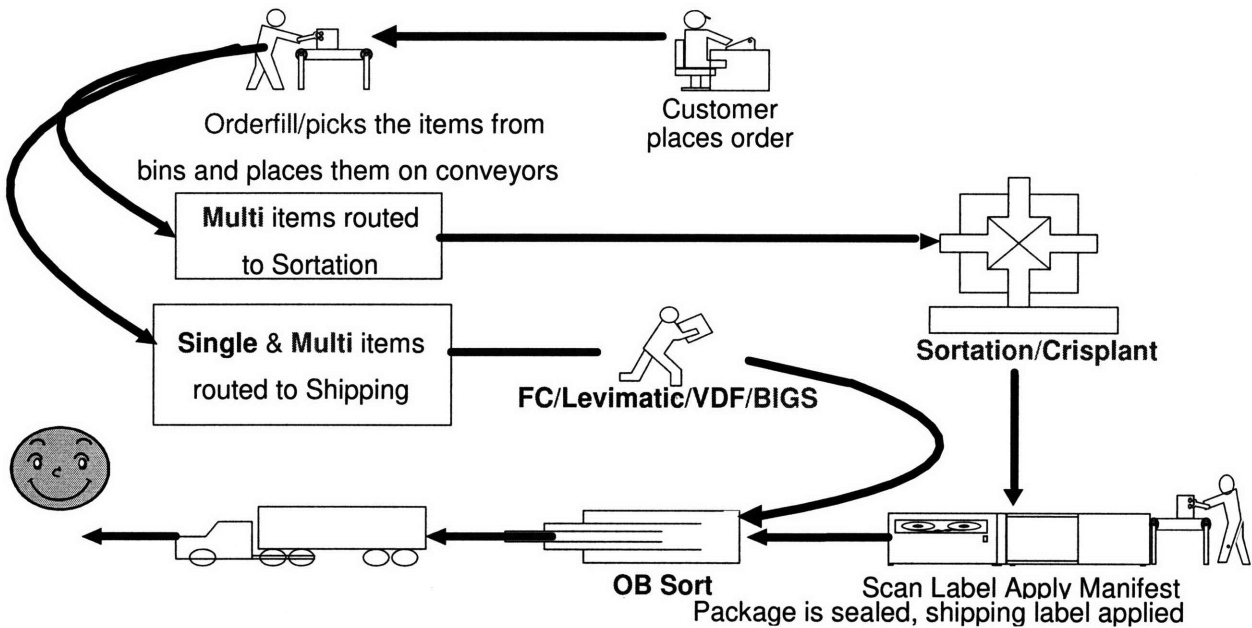 Customer
places order
Orderfill/picks the items from
bins and places them on conveyors
Multi items routed
to Sortation
Single & Multi items
routed to Shipping
FC/Levimatic/VDF/BIGS
Sortation/Crisplant
OB Sort
Scan Label Apply Manifest
Package is sealed, shipping label applied